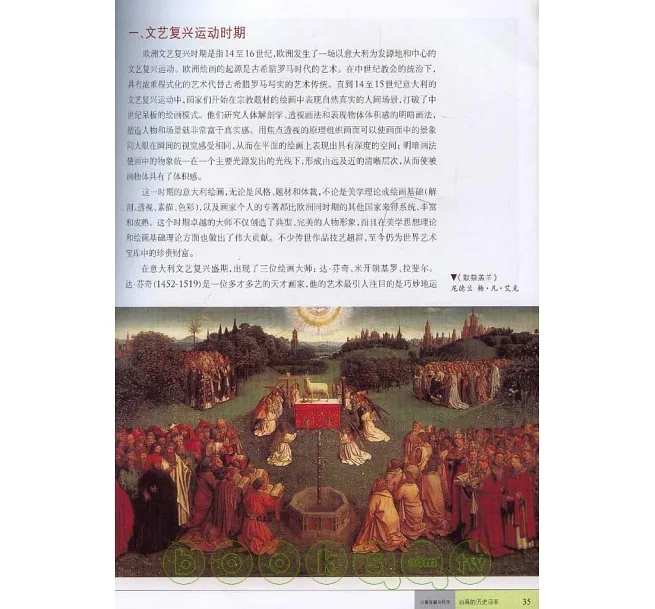 一、文艺复兴运动时期
欧洲文艺复兴时期是指14至16世纪,欧洲发生了一场以意大利为发源地和中心的
文艺复兴运动。欧洲绘画的起源是古希腊罗马时代的艺术。在中世纪教会的统治下,
具有浓重程式化的艺术代替古希腊罗马写实的艺术传统。直到14至15世纪意大利的
文艺复兴运动中,画家们开始在宗教题材的绘画中表现自然真实的人间场景,打破了中
世纪呆板的绘画模式。他们研究人体解剖学、透视画法和表现物体体积感的明暗画法,
描造人物和场景就非常富于真实感。用焦点透视的原理组织画面可以使画面中的景象
同人眼在瞬间的视觉感受相同,从而在平面的绘画上表现出具有深度的空间;明暗画法
使画中的物象统一在一个主要光源发出的光线下,形成由远及近的清晰层次,从而使被
画物体具有了体积感。
这一时期的意大利绘画,无论是风格、题材和体裁,不论是美学理论或绘画基础(解
剖、透视、素描、色彩),以及画家个人的专著都比欧洲同时期的其他国家来得系统、丰富
和成熟。这个时期卓越的大师不仅创造了典型、完美的人物形象,而且在美学思想理论
和绘画基础理论方面也做出了伟大贡献。不少传世作品技艺超群,至今仍为世界艺术
宝库中的珍贵财富。
在意大利文艺复兴盛期,出现了三位绘画大师:达·芬奇、米开朗基罗、拉斐尔。
达·芬奇(1452-1519)是一位多才多艺的天才画家,他的艺术最引人注目的是巧妙地运
▼《献祭羔羊》
尼德兰 杨·凡·艾克
books.com.tw
绘画的历史沿革 35